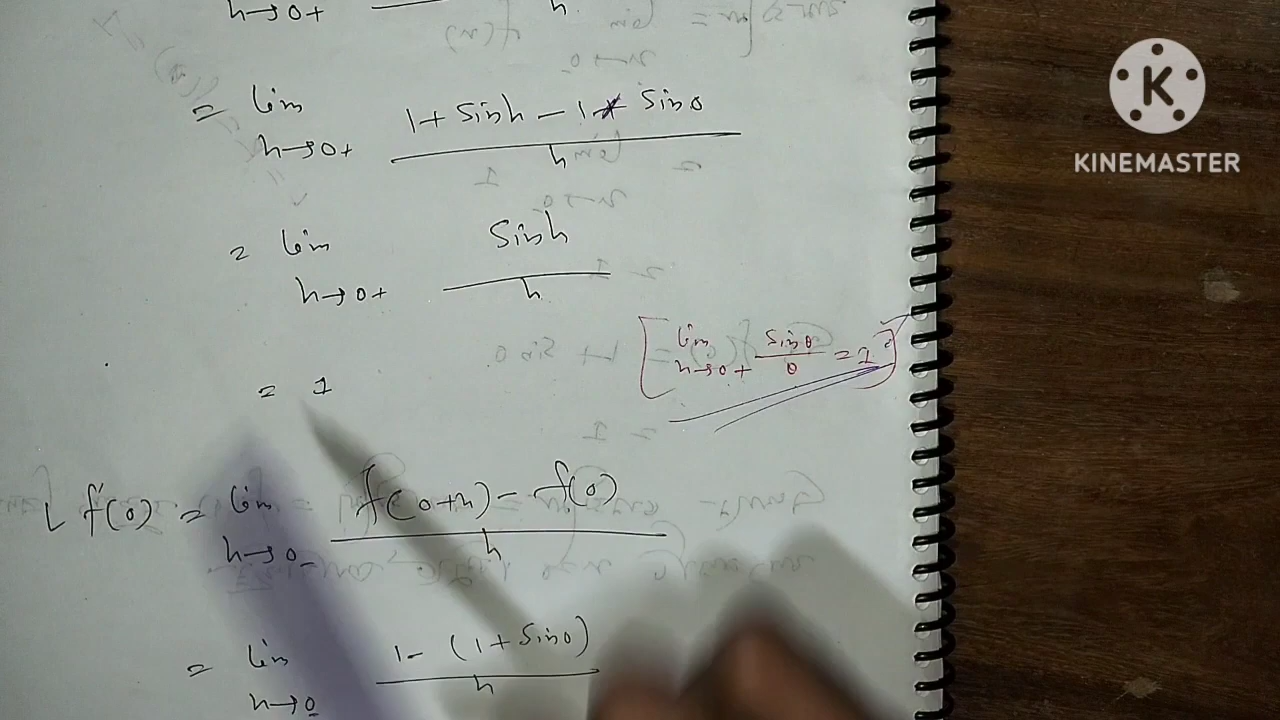 h→0+ h
= lim 1 + sinh - 1 + sin0
h→0+ h
= lim sinh
h→0+ h
[lim sinθ = 1]
h→0+ θ
= 1
L f'(0) = lim f(0+h) - f(0)
h→0- h
= lim 1 - (1 + sin0)
h→0- h
K
KINEMASTER